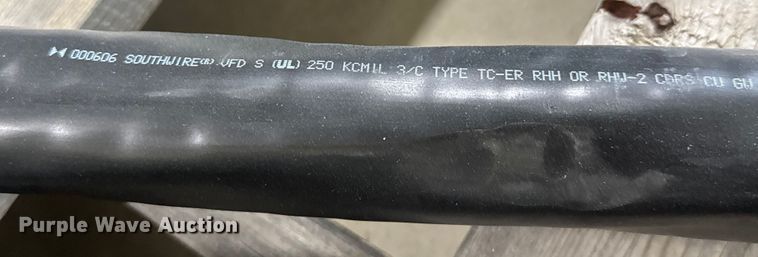 000606 SOUTHWIRE® VFD S (UL) 250 KCMIL 3/C TYPE TC-ER RHH OR RHW-2 CDRS CU GW
Purple Wave Auction